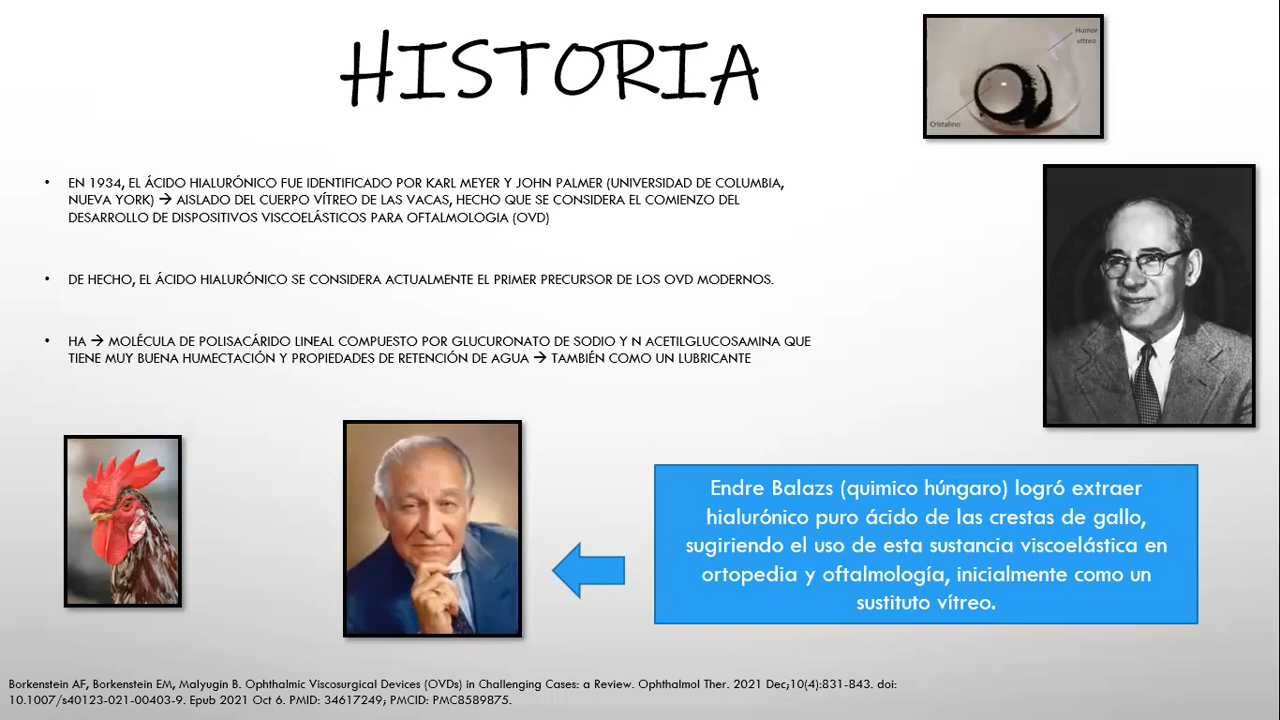 HISTORIA
Humor
vítreo
Cristalino
• EN 1934, EL ÁCIDO HIALURÓNICO FUE IDENTIFICADO POR KARL MEYER Y JOHN PALMER (UNIVERSIDAD DE COLUMBIA,
NUEVA YORK) → AISLADO DEL CUERPO VÍTREO DE LAS VACAS, HECHO QUE SE CONSIDERA EL COMIENZO DEL
DESARROLLO DE DISPOSITIVOS VISCOELÁSTICOS PARA OFTALMOLOGIA (OVD)
• DE HECHO, EL ÁCIDO HIALURÓNICO SE CONSIDERA ACTUALMENTE EL PRIMER PRECURSOR DE LOS OVD MODERNOS.
• HA → MOLÉCULA DE POLISACÁRIDO LINEAL COMPUESTO POR GLUCURONATO DE SODIO Y N ACETILGLUCOSAMINA QUE
TIENE MUY BUENA HUMECTACIÓN Y PROPIEDADES DE RETENCIÓN DE AGUA → TAMBIÉN COMO UN LUBRICANTE
Endre Balazs (quimico húngaro) logró extraer
hialurónico puro ácido de las crestas de gallo,
sugiriendo el uso de esta sustancia viscoelástica en
ortopedia y oftalmología, inicialmente como un
sustituto vítreo.
Borkenstein AF, Borkenstein EM, Malyugin B. Ophthalmic Viscosurgical Devices (OVDs) in Challenging Cases: a Review. Ophthalmol Ther. 2021 Dec;10(4):831-843. doi:
10.1007/s40123-021-00403-9. Epub 2021 Oct 6. PMID: 34617249; PMCID: PMC8589875.